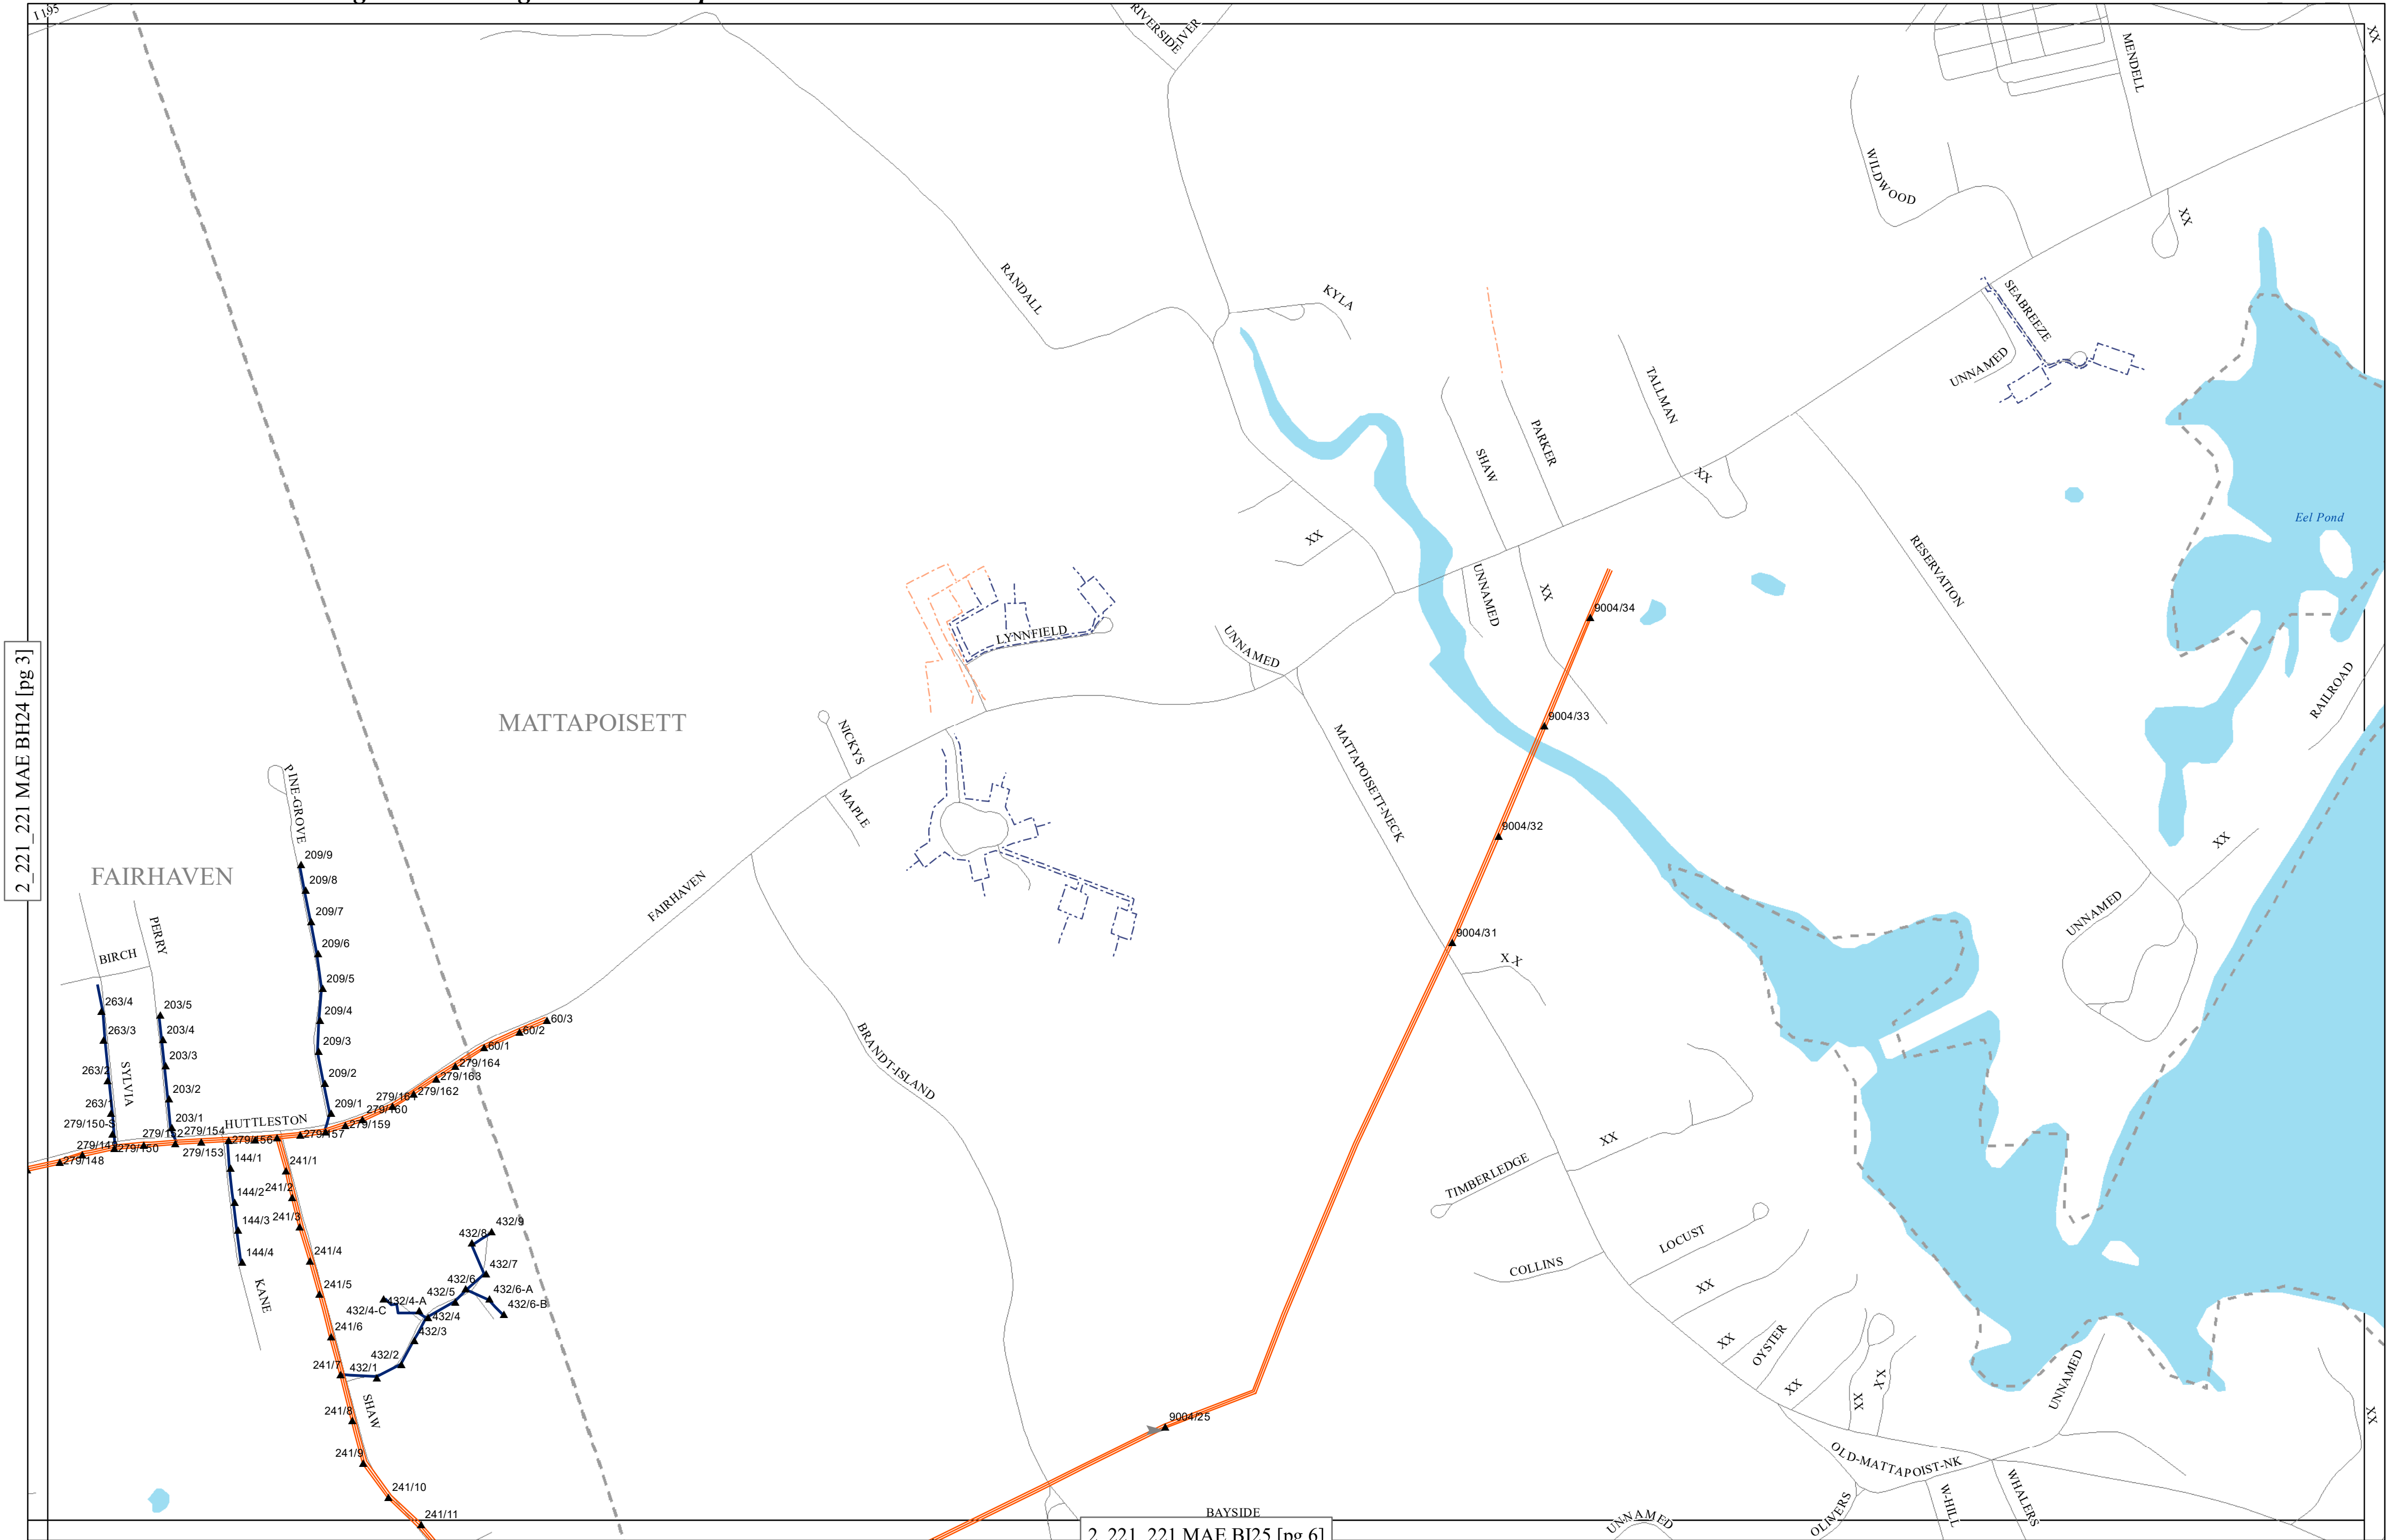 I 195
RIVERSIDE
RIVER
XX
MENDELL
WILDWOOD
XX
RANDALL
KYLA
SEABREEZE
UNNAMED
TALLMAN
PARKER
SHAW
XX
Eel Pond
XX
RESERVATION
UNNAMED
XX
9004/34
LYNNFIELD
UNNAMED
2_221_221 MAE BH24 [pg 3]
RAILROAD
MATTAPOISETT
9004/33
NICKYS
MATTAPOISETT-NECK
PINE-GROVE
MAPLE
9004/32
XX
209/9
FAIRHAVEN
209/8
FAIRHAVEN
209/7
UNNAMED
PERRY
9004/31
209/6
BIRCH
X X
209/5
263/4
203/5
209/4
60/3
263/3
203/4
60/2
209/3
60/1
BRANDT-ISLAND
203/3
279/164
263/2
SYLVIA
209/2
279/163
203/2
279/162
279/161
263/1
209/1
279/160
203/1
HUTTLESTON
279/150-S
279/159
279/152
279/154
279/149
279/150
279/156
279/157
279/153
279/148
144/1
241/1
XX
TIMBERLEDGE
144/2
241/2
144/3
241/3
432/9
432/8
LOCUST
144/4
241/4
COLLINS
432/7
432/6
241/5
432/5
432/6-A
XX
KANE
432/4-A
432/4-C
432/6-B
432/4
241/6
432/3
XX
OYSTER
432/2
241/7
432/1
UNNAMED
XX
XX
XX
SHAW
241/8
9004/25
XX
241/9
OLD-MATTAPOIST-NK
241/10
WHALERS
W-HILL
OLIVERS
241/11
BAYSIDE
UNNAMED
2_221_221 MAE BI25 [pg 6]